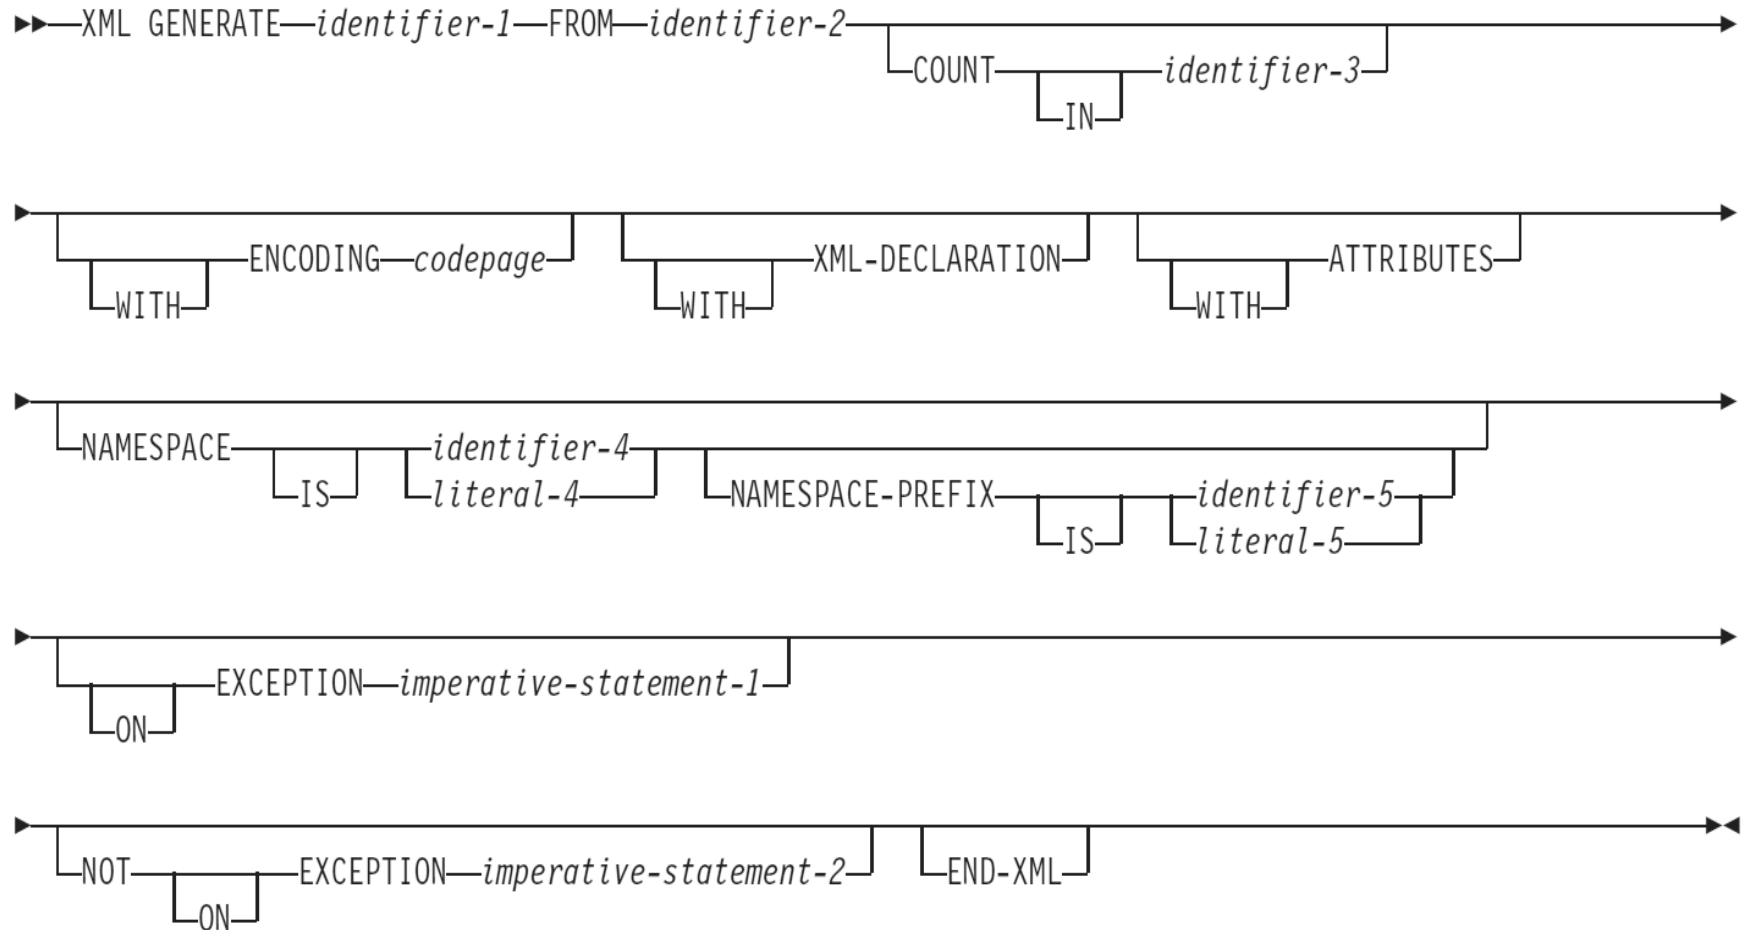 XML GENERATE identifier-1 FROM identifier-2
COUNT identifier-3
IN
ENCODING codepage XML-DECLARATION ATTRIBUTES
WITH WITH WITH
NAMESPACE identifier-4
IS literal-4 NAMESPACE-PREFIX identifier-5
IS literal-5
EXCEPTION imperative-statement-1
ON
NOT EXCEPTION imperative-statement-2 END-XML
ON